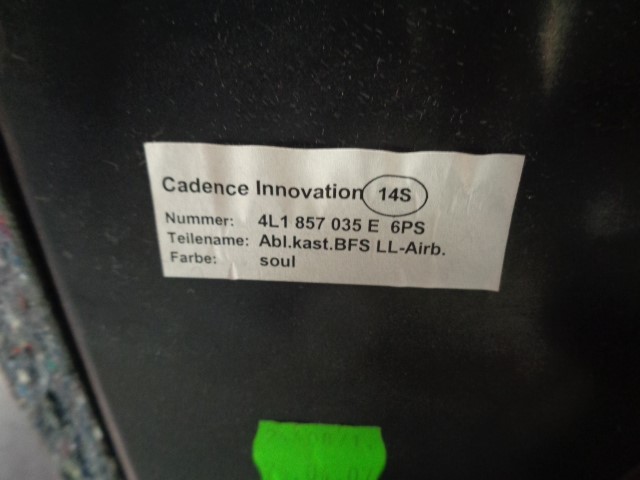 Cadence Innovation 14S
Nummer: 4L1 857 035 E 6PS
Teilename: Abl.kast.BFS LL-Airb.
Farbe: soul